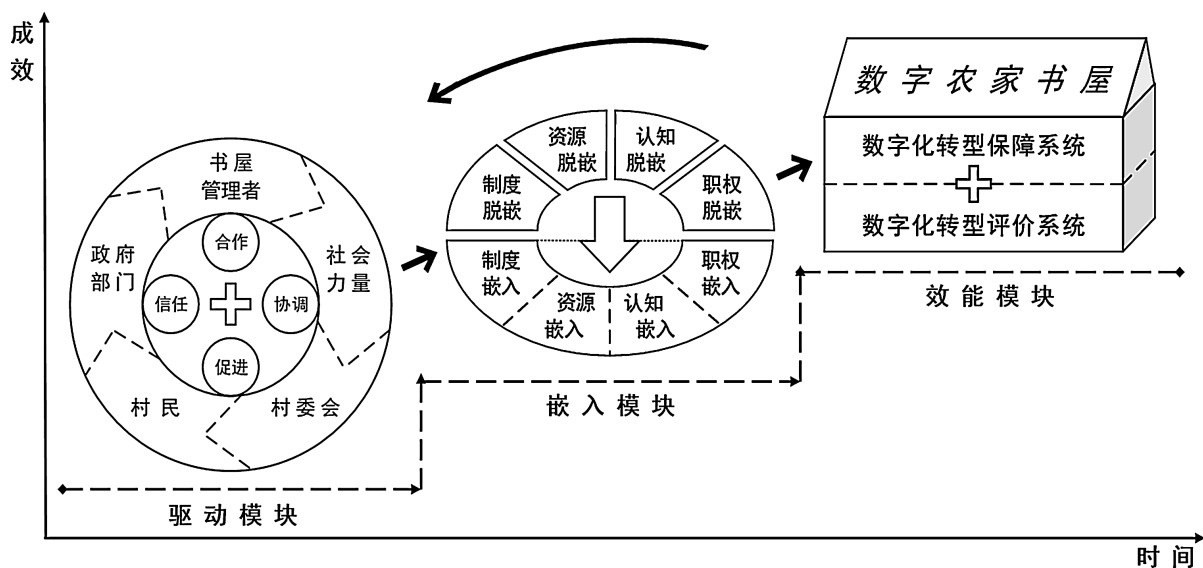 成
效
书屋
管理者
政府
部门
社会
力量
村民
村委会
合作
信任
协调
促进
驱动模块
资源
脱嵌
认知
脱嵌
制度
脱嵌
职权
脱嵌
制度
嵌入
资源
嵌入
认知
嵌入
职权
嵌入
嵌入模块
数字农家书屋
数字化转型保障系统
数字化转型评价系统
效能模块
时间